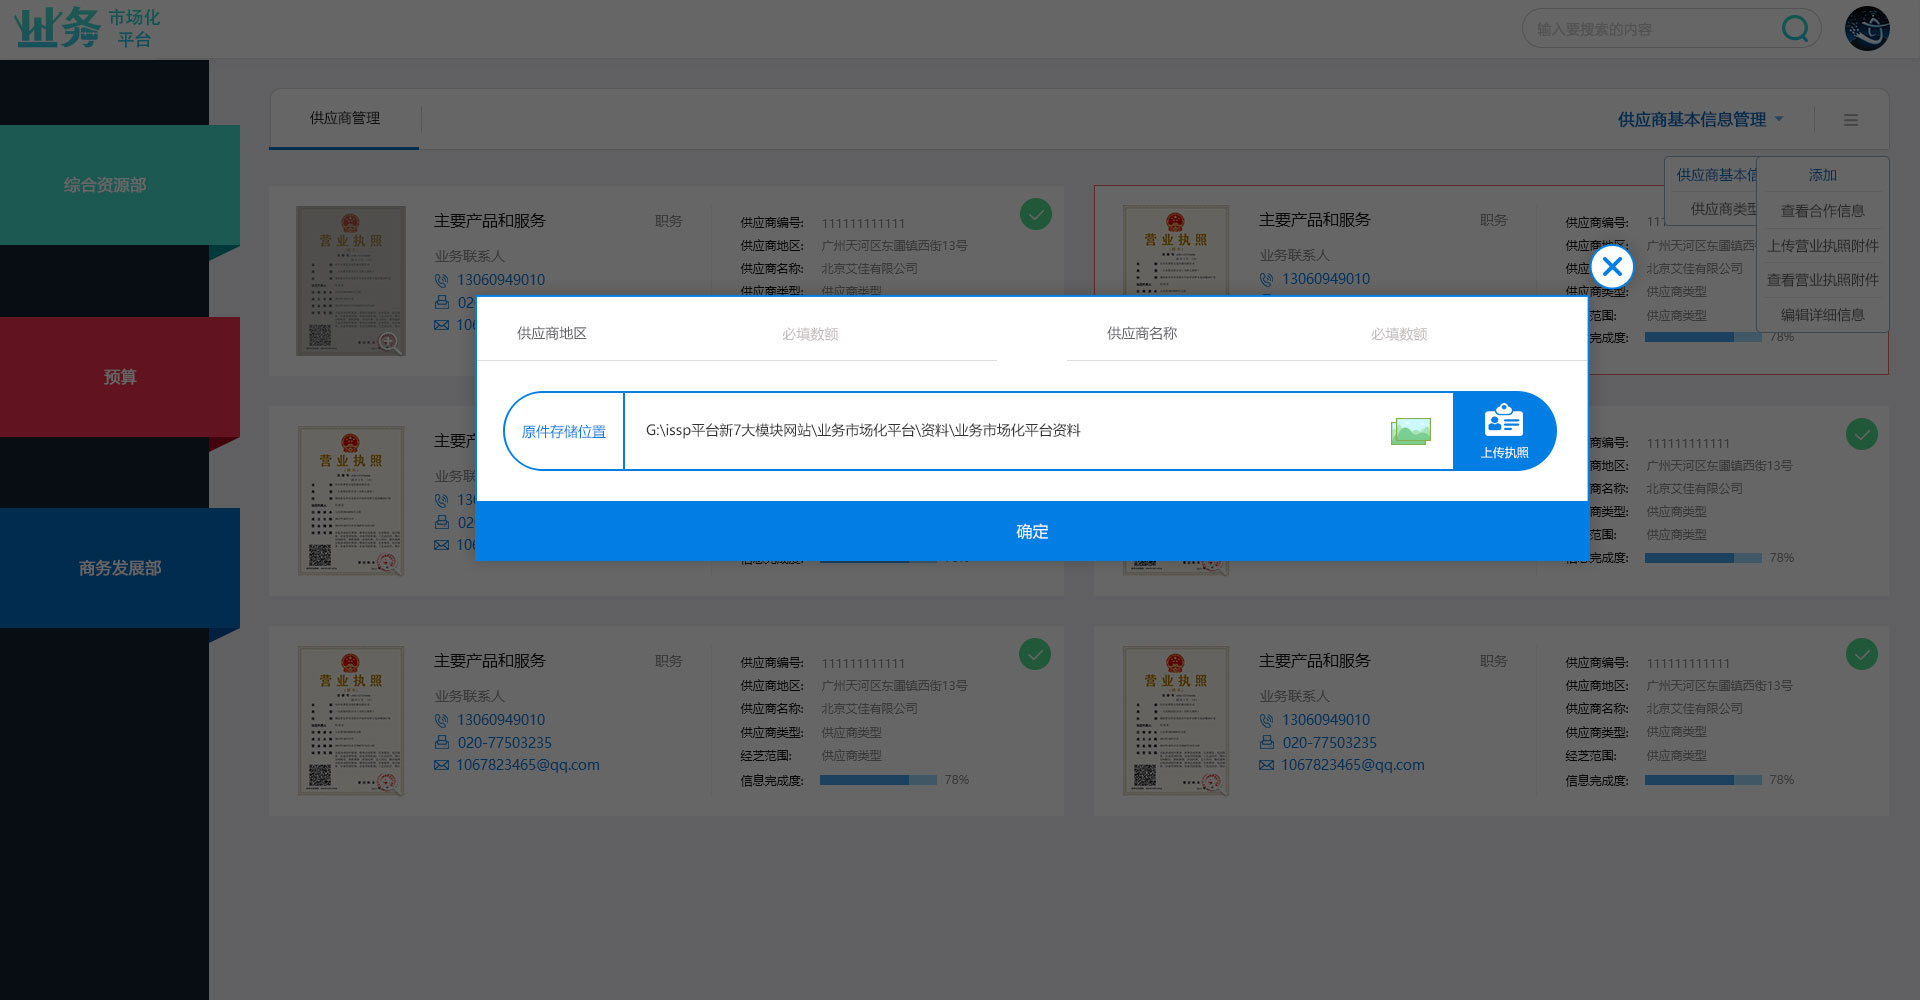 业务 市场化
平台
输入要搜索的内容
供应商管理
供应商基本信息管理
综合资源部
预算
商务发展部
供应商基本信
供应商类型
添加
查看合作信息
上传营业执照附件
查看营业执照附件
编辑详细信息
营业执照
主要产品和服务
职务
业务联系人
13060949010
02
106
供应商编号: 111111111111
供应商地区: 广州天河区东圃镇西街13号
供应商名称: 北京艾佳有限公司
供应商类型: 供应商类型
营业执照
主要产品和服务
职务
业务联系人
13060949010
供应商编号: 11
供应商地区: 广州天河区东圃镇西
供应 北京艾佳有限公司
供应商类型: 供应商类型
范围: 供应商类型
完成度: 78%
供应商地区
必填数额
供应商名称
必填数额
原件存储位置
G:\issp平台新7大模块网站\业务市场化平台\资料\业务市场化平台资料
上传执照
确定
营业执照
主要产
业务联
130
020
106
信息完成度: 78%
商编号: 111111111111
商地区: 广州天河区东圃镇西街13号
商名称: 北京艾佳有限公司
商类型: 供应商类型
范围: 供应商类型
信息完成度: 78%
营业执照
主要产品和服务
职务
业务联系人
13060949010
020-77503235
1067823465@qq.com
供应商编号: 111111111111
供应商地区: 广州天河区东圃镇西街13号
供应商名称: 北京艾佳有限公司
供应商类型: 供应商类型
经芝范围: 供应商类型
信息完成度: 78%
营业执照
主要产品和服务
职务
业务联系人
13060949010
020-77503235
1067823465@qq.com
供应商编号: 111111111111
供应商地区: 广州天河区东圃镇西街13号
供应商名称: 北京艾佳有限公司
供应商类型: 供应商类型
经芝范围: 供应商类型
信息完成度: 78%